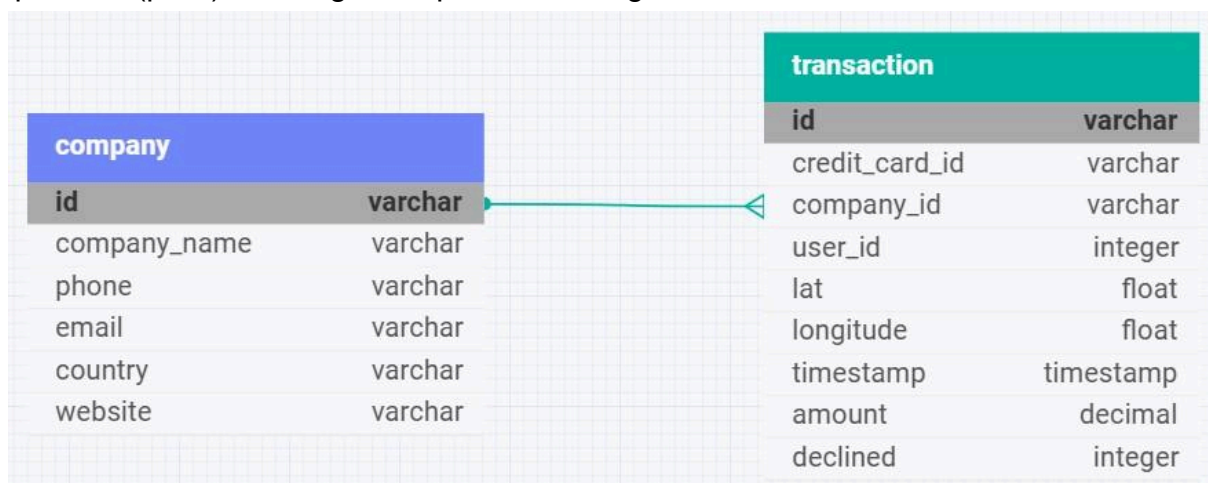 company
id varchar
company_name varchar
phone varchar
email varchar
country varchar
website varchar
transaction
id varchar
credit_card_id varchar
company_id varchar
user_id integer
lat float
longitude float
timestamp timestamp
amount decimal
declined integer